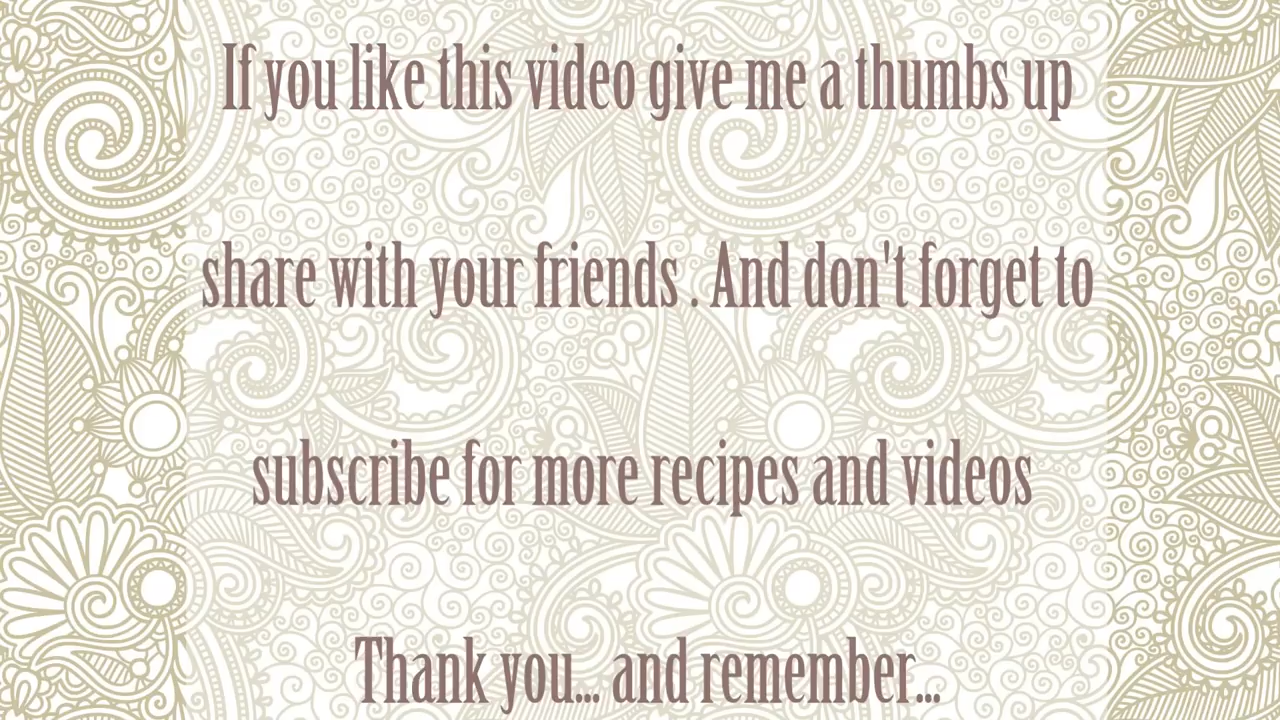 If you like this video give me a thumbs up
share with your friends . And don't forget to
subscribe for more recipes and videos
Thank you... and remember...